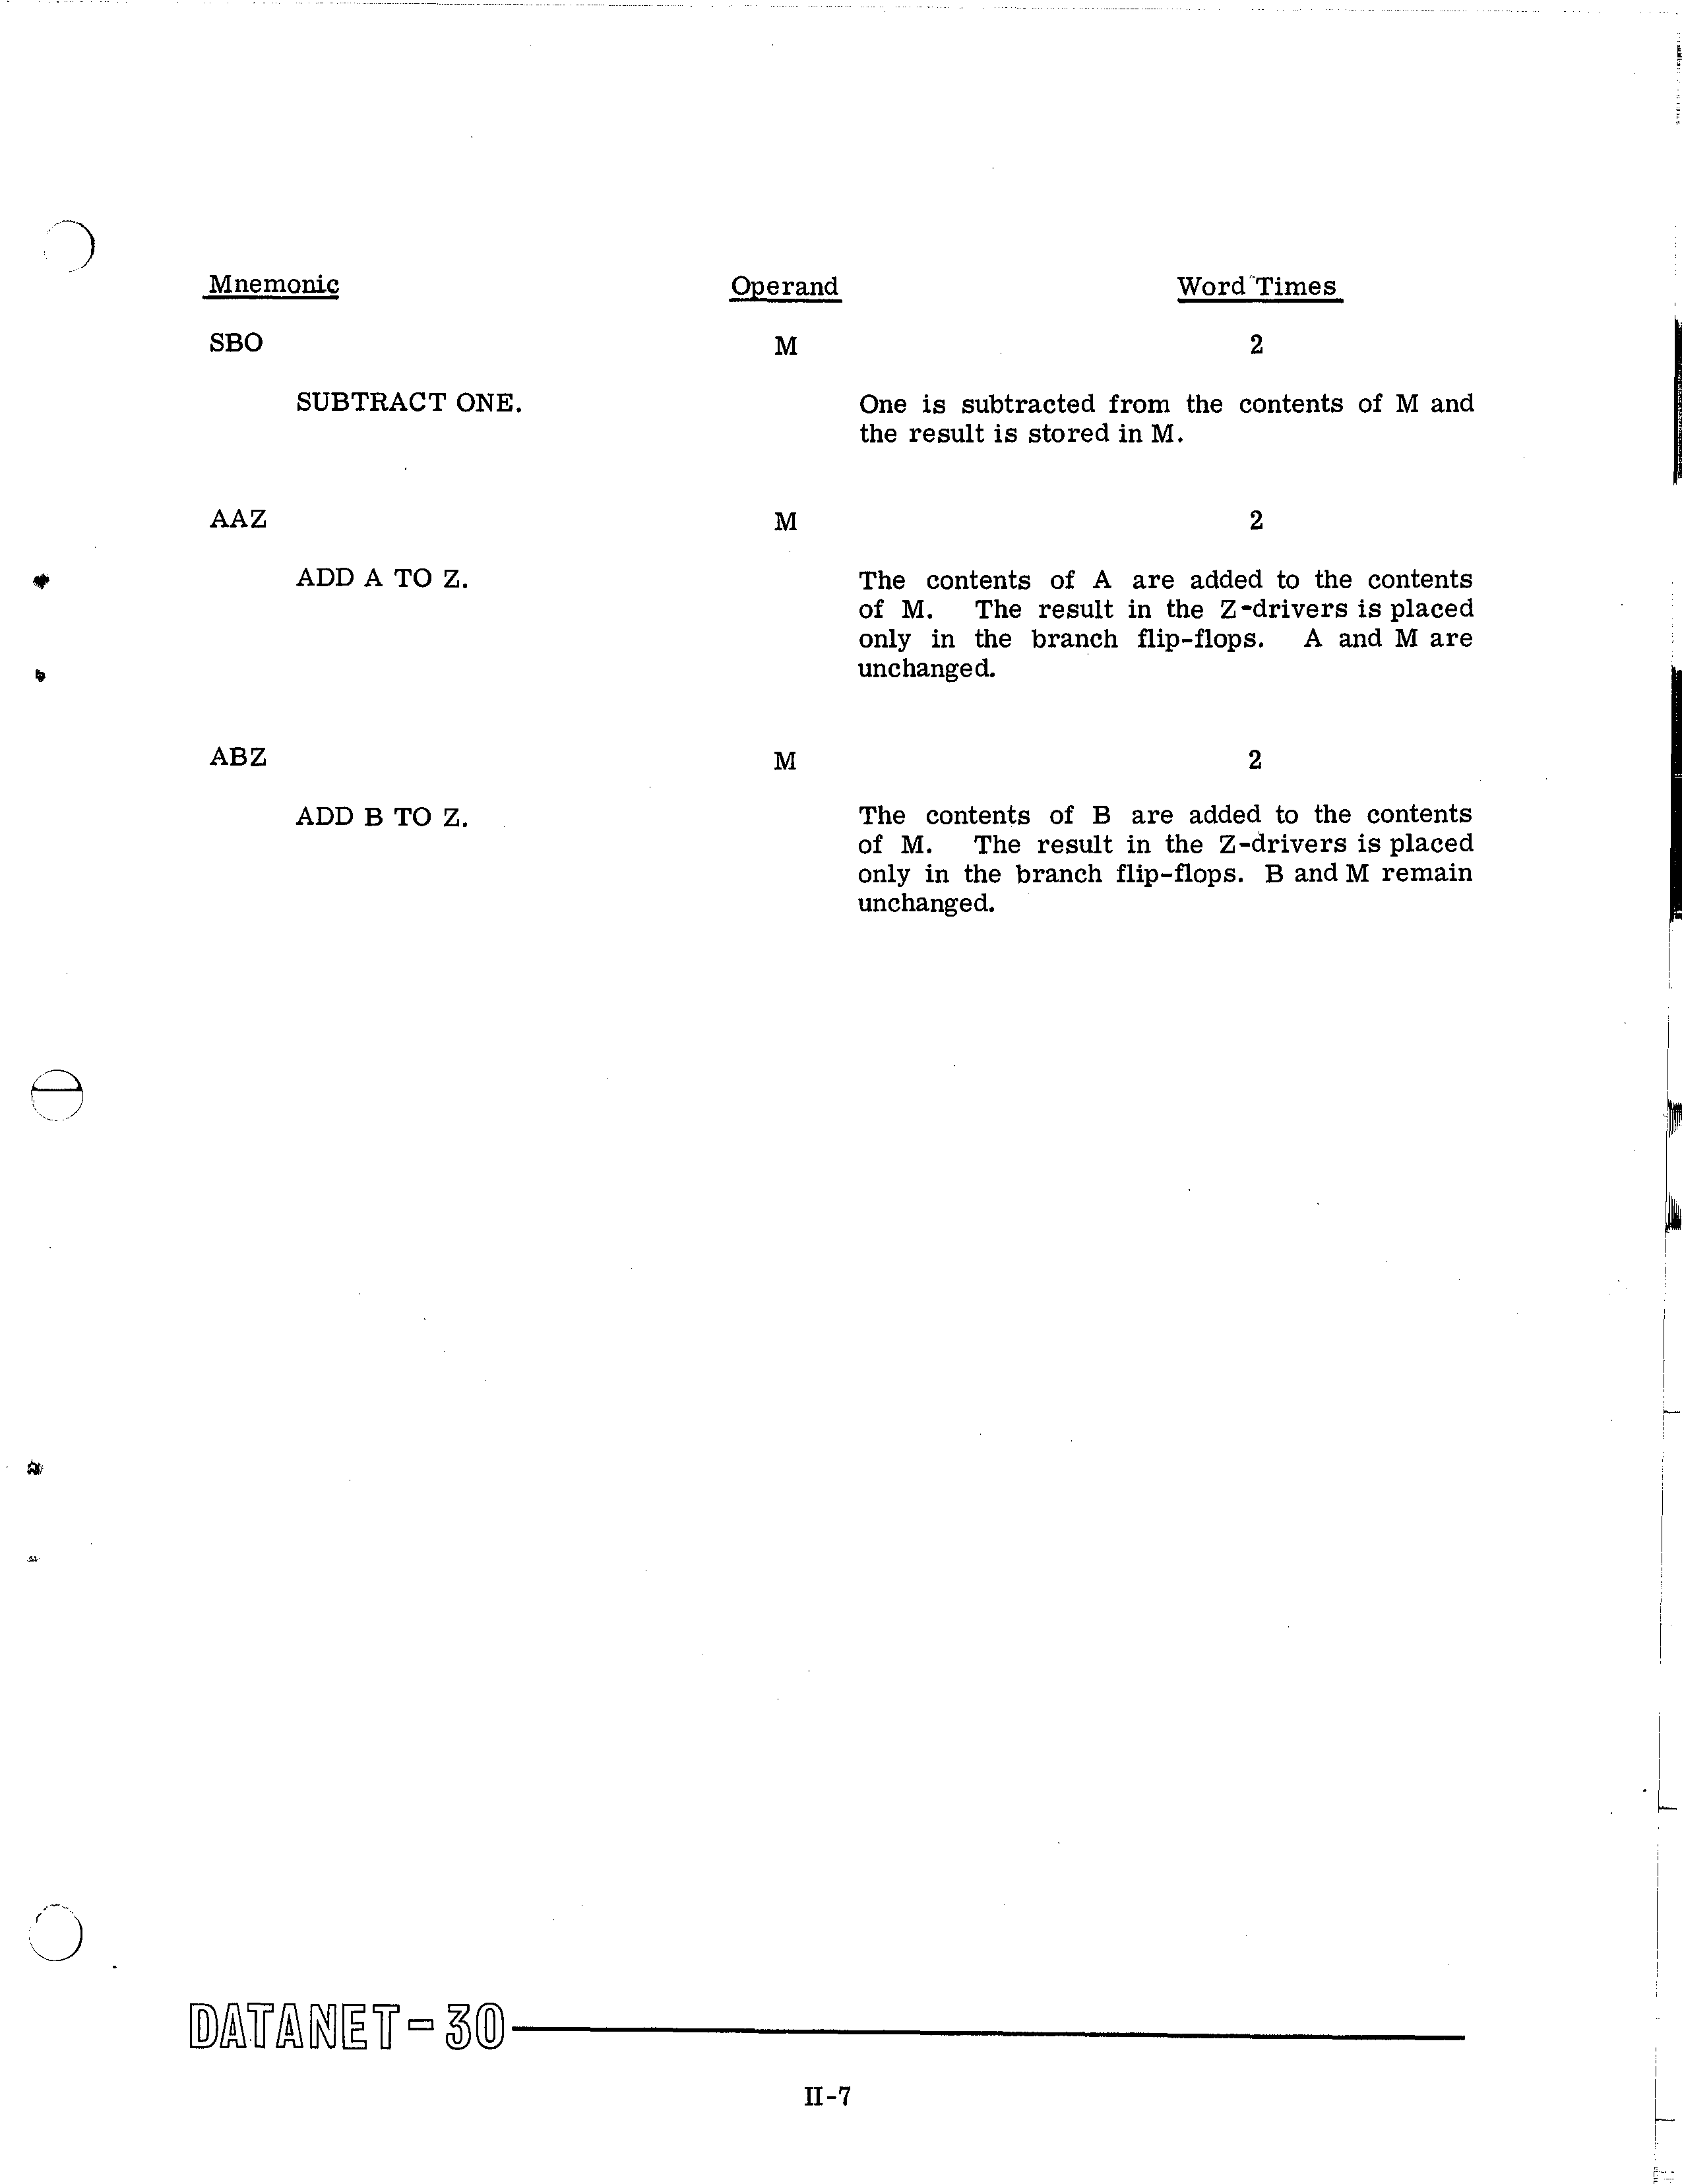 Mnemonic Operand Word Times
SBO M 2
SUBTRACT ONE. One is subtracted from the contents of M and
the result is stored in M.
AAZ M 2
ADD A TO Z. The contents of A are added to the contents
of M. The result in the Z-drivers is placed
only in the branch flip-flops. A and M are
unchanged.
ABZ M 2
ADD B TO Z. The contents of B are added to the contents
of M. The result in the Z-drivers is placed
only in the branch flip-flops. B and M remain
unchanged.
DATANET-30
II-7